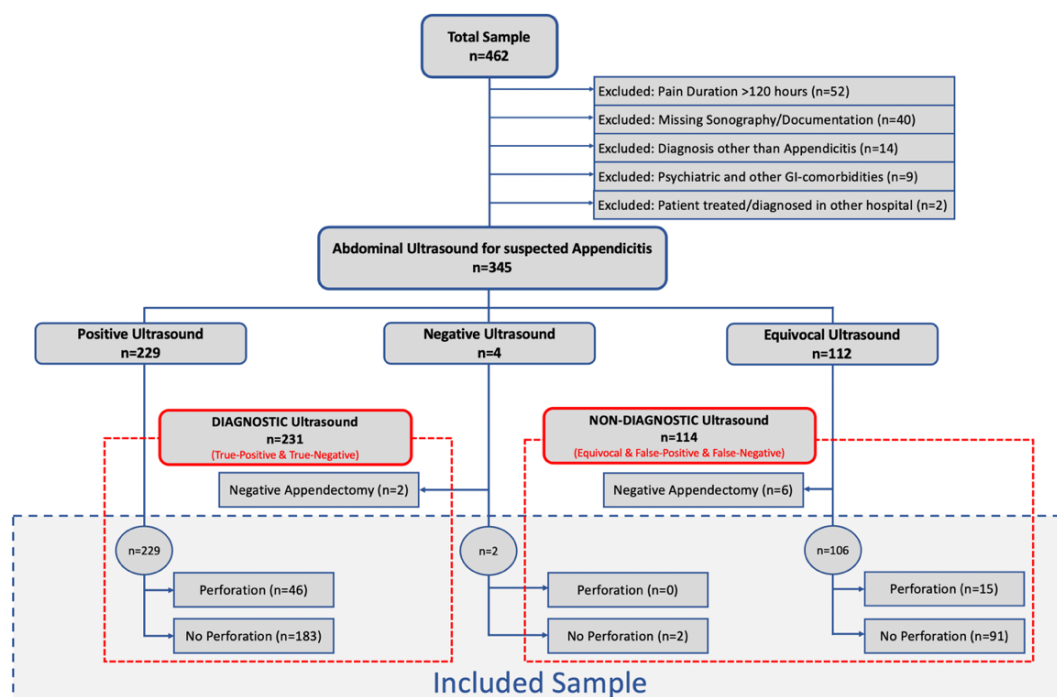 Total Sample
n=462
Excluded: Pain Duration >120 hours (n=52)
Excluded: Missing Sonography/Documentation (n=40)
Excluded: Diagnosis other than Appendicitis (n=14)
Excluded: Psychiatric and other GI-comorbidities (n=9)
Excluded: Patient treated/diagnosed in other hospital (n=2)
Abdominal Ultrasound for suspected Appendicitis
n=345
Positive Ultrasound
n=229
Negative Ultrasound
n=4
Equivocal Ultrasound
n=112
DIAGNOSTIC Ultrasound
n=231
(True-Positive & True-Negative)
NON-DIAGNOSTIC Ultrasound
n=114
(Equivocal & False-Positive & False-Negative)
Negative Appendectomy (n=2)
Negative Appendectomy (n=6)
n=229
n=2
n=106
Perforation (n=46)
Perforation (n=0)
Perforation (n=15)
No Perforation (n=183)
No Perforation (n=2)
No Perforation (n=91)
Included Sample